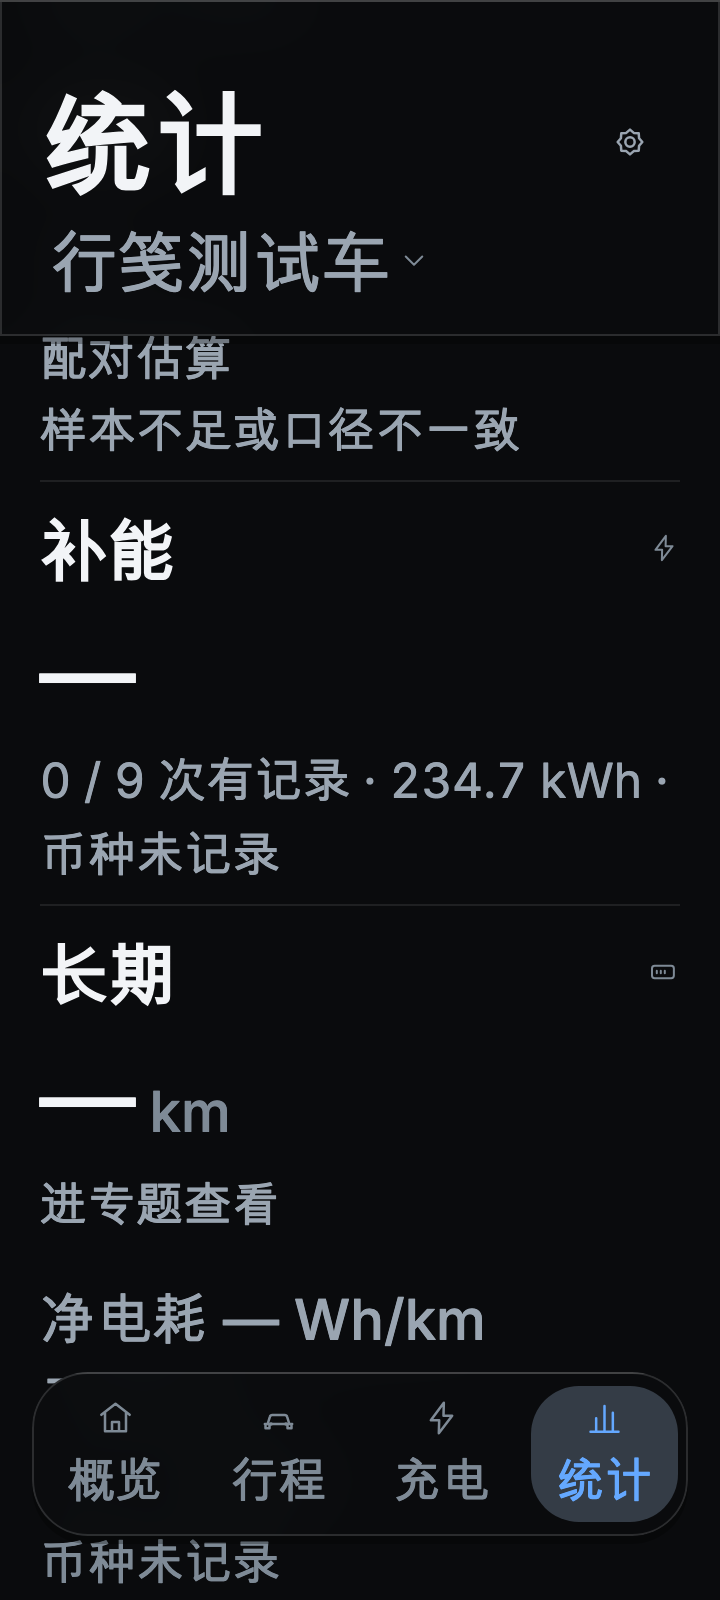 统计
行笺测试车
配对估算
样本不足或口径不一致
补能
—
0 / 9 次有记录 · 234.7 kWh ·
币种未记录
长期
— km
进专题查看
净电耗 — Wh/km
概览
行程
充电
统计
币种未记录